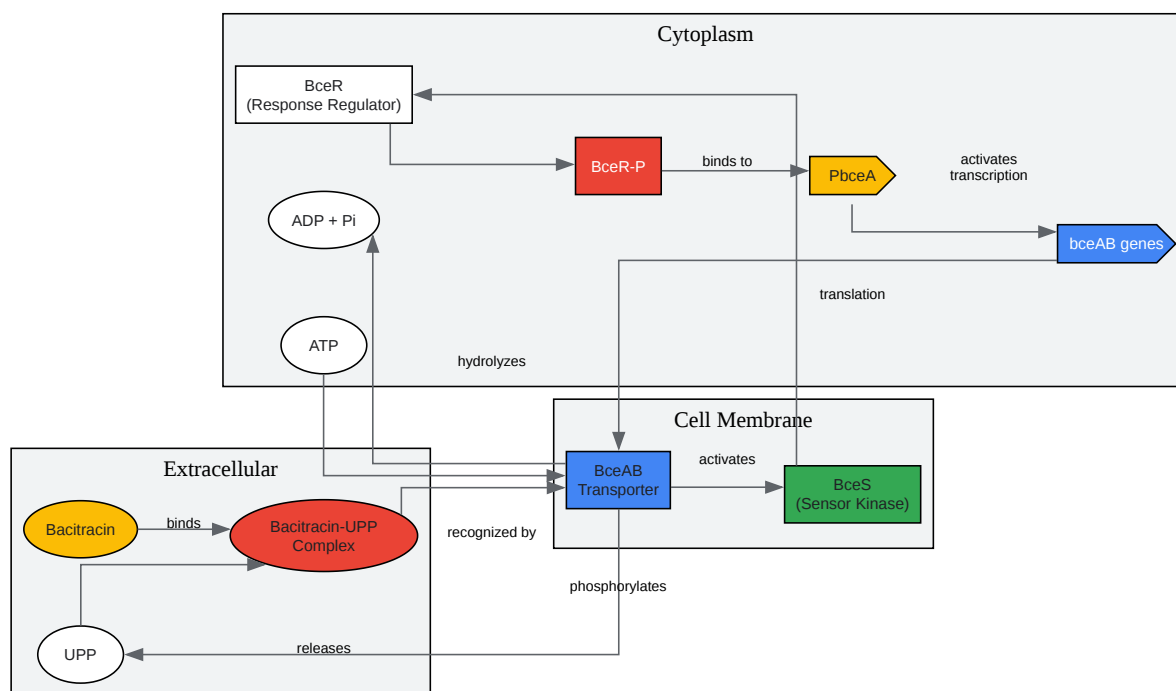 Cytoplasm
BceR
(Response Regulator)
BceR-P
binds to
PbceA
activates
transcription
ADP + Pi
bceAB genes
translation
ATP
hydrolyzes
Cell Membrane
Extracellular
BceAB
Transporter
activates
BceS
(Sensor Kinase)
Bacitracin
binds
Bacitracin-UPP
Complex
recognized by
phosphorylates
UPP
releases